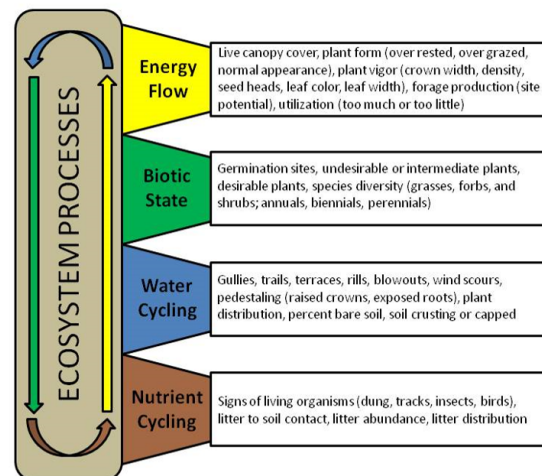 ECOSYSTEM PROCESSES
Energy
Flow
Live canopy cover, plant form (over rested, over grazed,
normal appearance), plant vigor (crown width, density,
seed heads, leaf color, leaf width), forage production (site
potential), utilization (too much or too little)
Biotic
State
Germination sites, undesirable or intermediate plants,
desirable plants, species diversity (grasses, forbs, and
shrubs; annuals, biennials, perennials)
Water
Cycling
Gullies, trails, terraces, rills, blowouts, wind scours,
pedestaling (raised crowns, exposed roots), plant
distribution, percent bare soil, soil crusting or capped
Nutrient
Cycling
Signs of living organisms (dung, tracks, insects, birds),
litter to soil contact, litter abundance, litter distribution